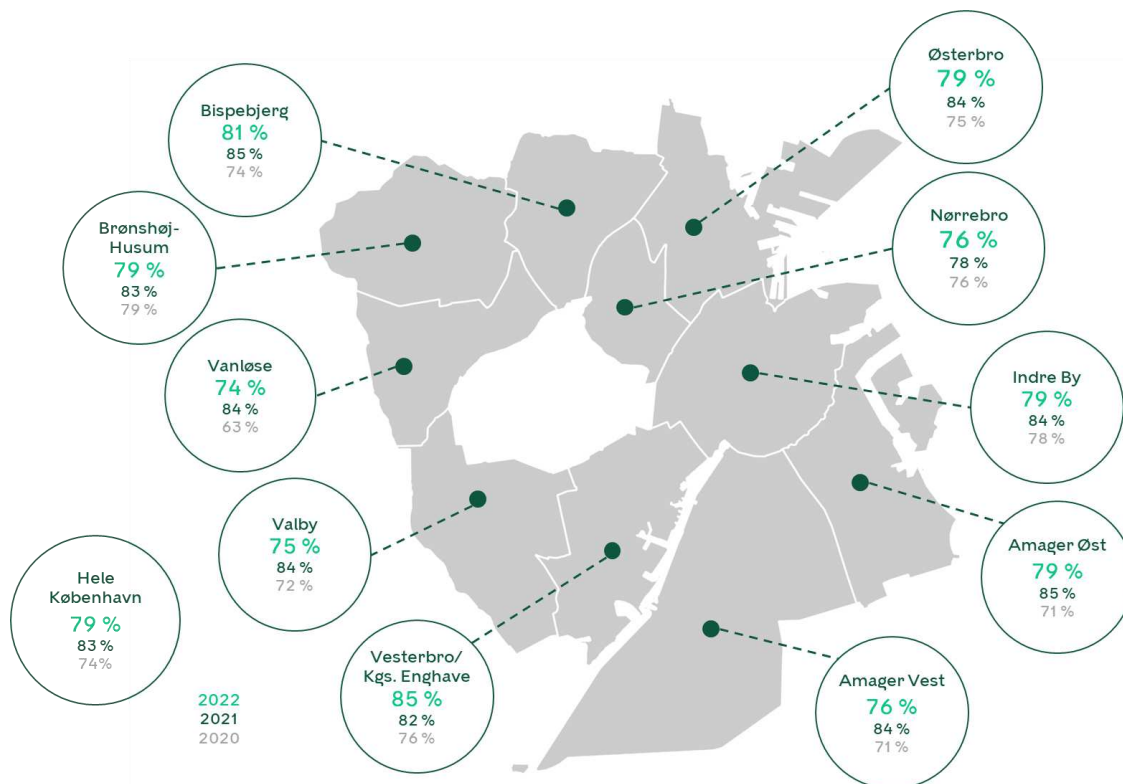 Østerbro
79 %
84 %
75 %
Bispebjerg
81 %
85 %
74 %
Nørrebro
76 %
78 %
76 %
Brønshøj-
Husum
79 %
83 %
79 %
Vanløse
74 %
84 %
63 %
Indre By
79 %
84 %
78 %
Valby
75 %
84 %
72 %
Amager Øst
79 %
85 %
71 %
Hele
København
79 %
83 %
74%
Vesterbro/
Kgs. Enghave
85 %
82 %
76 %
Amager Vest
76 %
84 %
71 %
2022
2021
2020